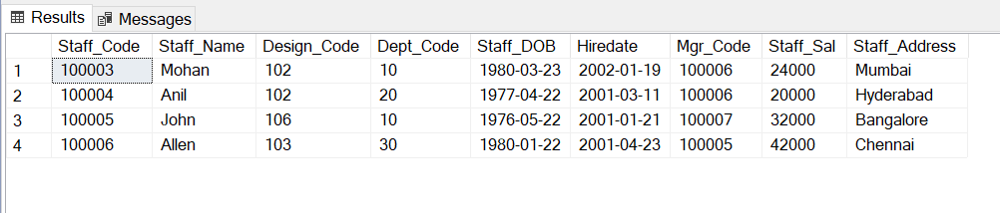 Results Messages
Staff_Code Staff_Name Design_Code Dept_Code Staff_DOB Hiredate Mgr_Code Staff_Sal Staff_Address
1 100003 Mohan 102 10 1980-03-23 2002-01-19 100006 24000 Mumbai
2 100004 Anil 102 20 1977-04-22 2001-03-11 100006 20000 Hyderabad
3 100005 John 106 10 1976-05-22 2001-01-21 100007 32000 Bangalore
4 100006 Allen 103 30 1980-01-22 2001-04-23 100005 42000 Chennai